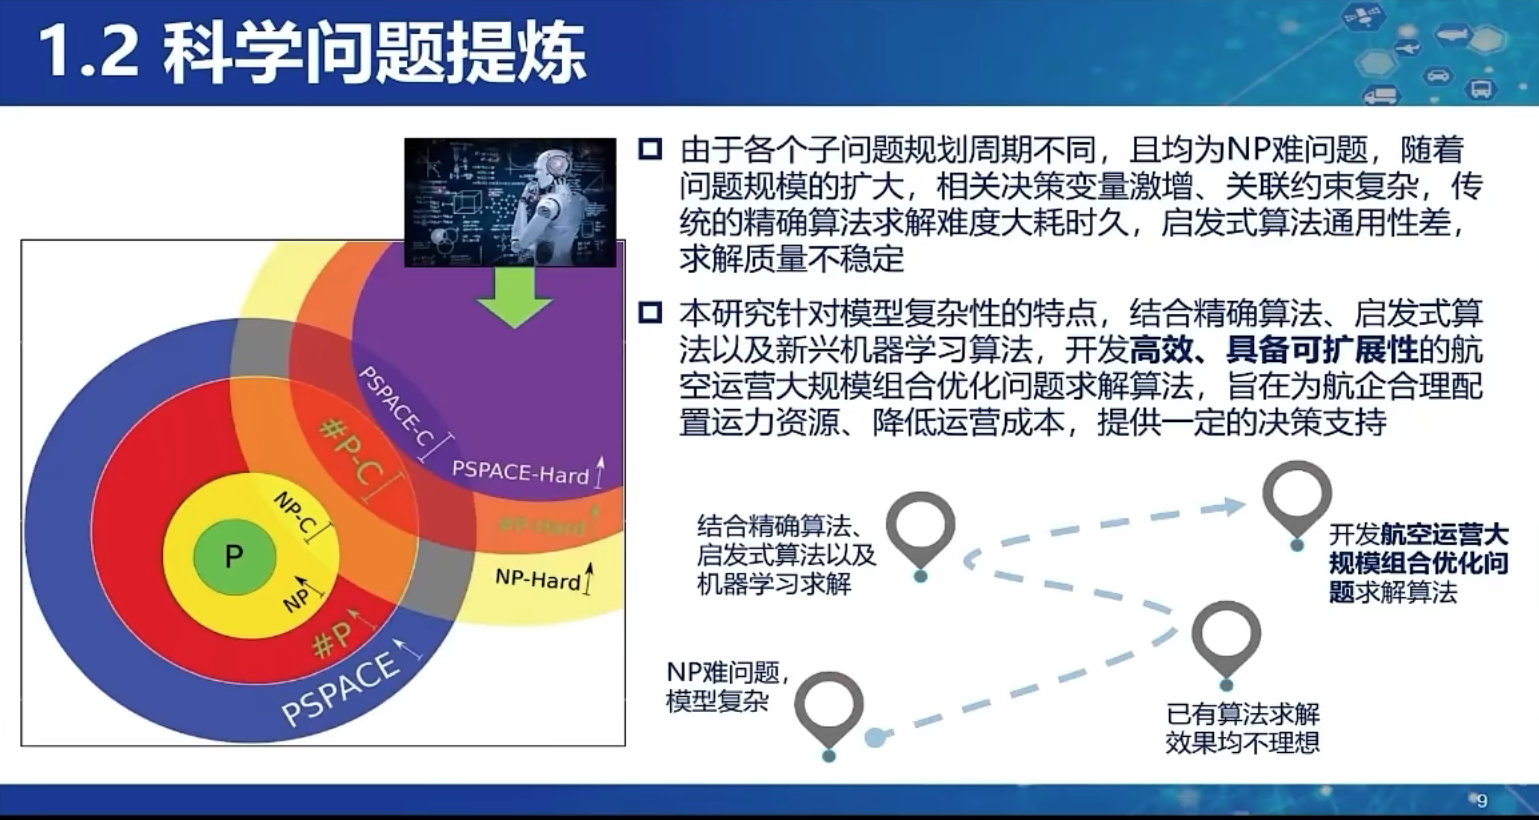 1.2 科学问题提炼
由于各个子问题规划周期不同，且均为NP难问题，随着
问题规模的扩大，相关决策变量激增、关联约束复杂，传
统的精确算法求解难度大耗时久，启发式算法通用性差，
求解质量不稳定
本研究针对模型复杂性的特点，结合精确算法、启发式算
法以及新兴机器学习算法，开发高效、具备可扩展性的航
空运营大规模组合优化问题求解算法，旨在为航企合理配
置运力资源、降低运营成本，提供一定的决策支持
PSPACE-C
#P-C
PSPACE-Hard
#P-Hard
NP-Hard
NP-C
P
NP
#P
PSPACE
结合精确算法、
启发式算法以及
机器学习求解
开发航空运营大
规模组合优化问
题求解算法
NP难问题，
模型复杂
已有算法求解
效果均不理想
9